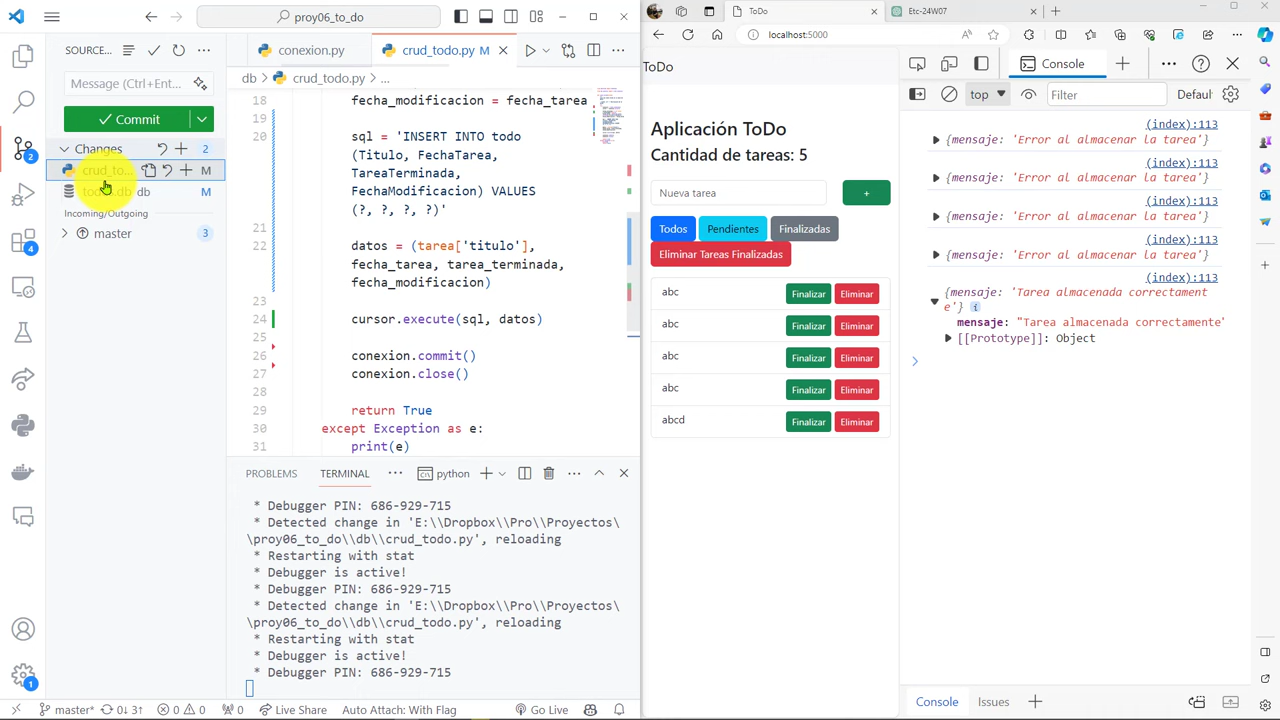 proy06_to_do
SOURCE...
Message (Ctrl+Ent...
Commit
Changes
2
M
M
Incoming/Outgoing
master
3
2
4
1
conexion.py
crud_todo.py M
db > crud_todo.py > ...
18 fecha_modificacion = fecha_tarea
19
20 sql = 'INSERT INTO todo
(Titulo, FechaTarea,
TareaTerminada,
FechaModificacion) VALUES
(?, ?, ?, ?)'
21
22 datos = (tarea['titulo'],
fecha_tarea, tarea_terminada,
fecha_modificacion)
23
24 cursor.execute(sql, datos)
25
26 conexion.commit()
27 conexion.close()
28
29 return True
30 except Exception as e:
31 print(e)
PROBLEMS
TERMINAL
python
* Debugger PIN: 686-929-715
* Detected change in 'E:\\Dropbox\\Pro\\Proyectos\
\proy06_to_do\\db\\crud_todo.py', reloading
* Restarting with stat
* Debugger is active!
* Debugger PIN: 686-929-715
* Detected change in 'E:\\Dropbox\\Pro\\Proyectos\
\proy06_to_do\\db\\crud_todo.py', reloading
* Restarting with stat
* Debugger is active!
* Debugger PIN: 686-929-715
master*
0↓ 3↑
0
0
0
Live Share
Auto Attach: With Flag
Go Live
ToDo
Ex-24W07
localhost:5000
ToDo
Aplicación ToDo
Cantidad de tareas: 5
Nueva tarea
+
Todos
Pendientes
Finalizadas
Eliminar Tareas Finalizadas
abc Finalizar Eliminar
abc Finalizar Eliminar
abc Finalizar Eliminar
abc Finalizar Eliminar
abcd Finalizar Eliminar
Console
Filter
(index):113
{mensaje: 'Error al almacenar la tarea'}
(index):113
{mensaje: 'Error al almacenar la tarea'}
(index):113
{mensaje: 'Error al almacenar la tarea'}
(index):113
{mensaje: 'Error al almacenar la tarea'}
(index):113
{mensaje: 'Tarea almacenada correctament
e'} i
mensaje: "Tarea almacenada correctamente"
[[Prototype]]: Object
Console
Issues